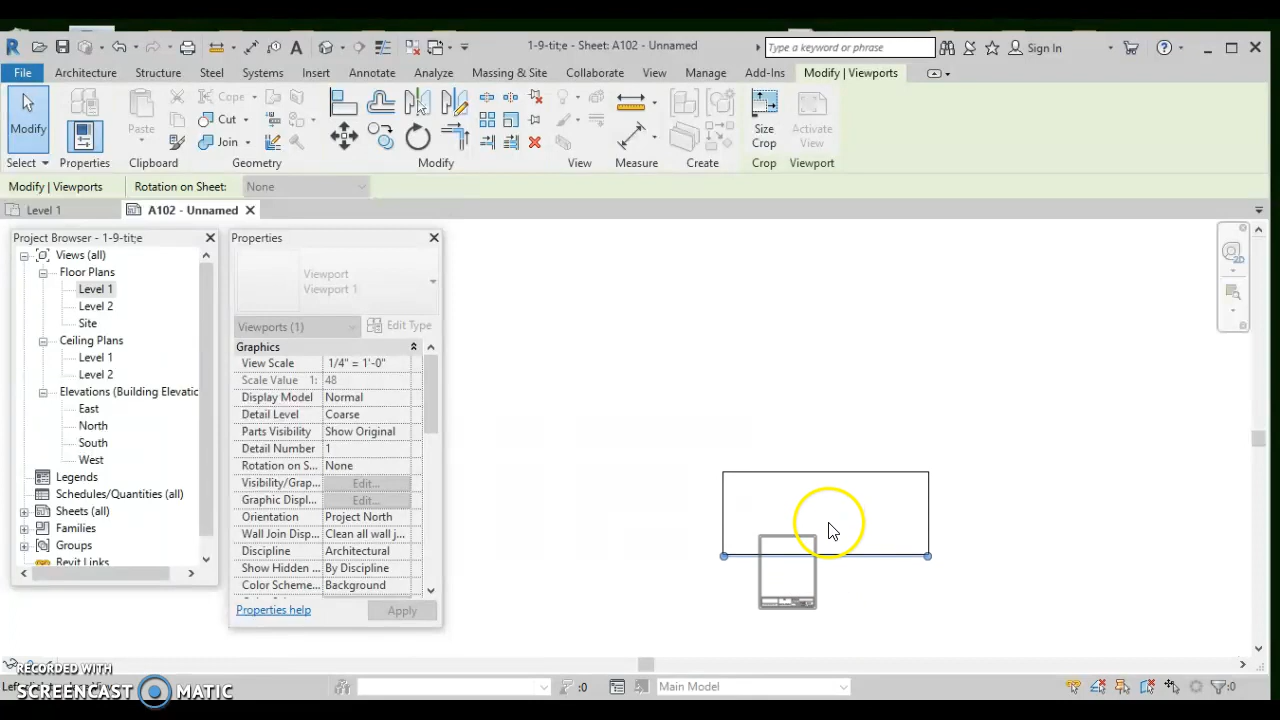 1-9-tit;e - Sheet: A102 - Unnamed
Type a keyword or phrase
Sign In
File
Architecture
Structure
Steel
Systems
Insert
Annotate
Analyze
Massing & Site
Collaborate
View
Manage
Add-Ins
Modify | Viewports
Modify
Properties
Paste
Cope
Cut
Join
Size
Crop
Activate
View
Select
Properties
Clipboard
Geometry
Modify
View
Measure
Create
Crop
Viewport
Modify | Viewports
Rotation on Sheet:
None
Level 1
A102 - Unnamed
Project Browser - 1-9-tit;e
Views (all)
Floor Plans
Level 1
Level 2
Site
Ceiling Plans
Level 1
Level 2
Elevations (Building Elevatic
East
North
South
West
Legends
Schedules/Quantities (all)
Sheets (all)
Families
Groups
Revit Links
Properties
Viewport
Viewport 1
Viewports (1)
Edit Type
Graphics
View Scale 1/4" = 1'-0"
Scale Value 1: 48
Display Model Normal
Detail Level Coarse
Parts Visibility Show Original
Detail Number 1
Rotation on S... None
Visibility/Grap... Edit...
Graphic Displ... Edit...
Orientation Project North
Wall Join Disp... Clean all wall j...
Discipline Architectural
Show Hidden ... By Discipline
Color Scheme... Background
Properties help
Apply
2D
RECORDED WITH
SCREENCAST MATIC
:0
Main Model
:0